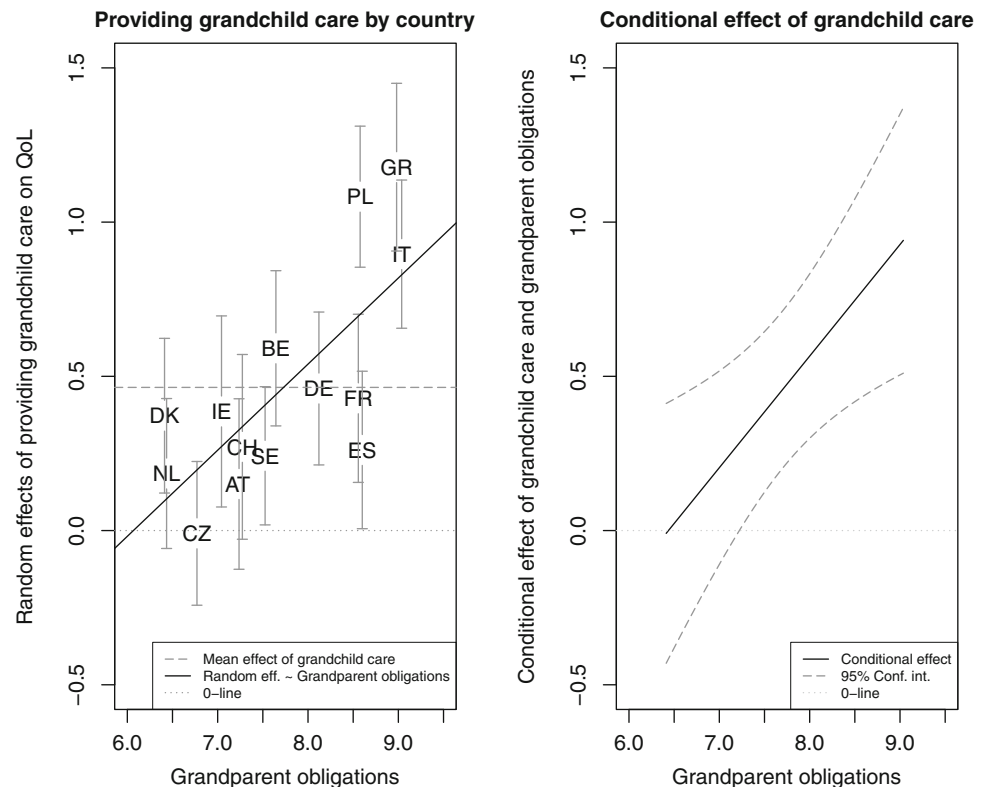 Providing grandchild care by country
Random effects of providing grandchild care on QoL
1.5
1.0
0.5
0.0
−0.5
GR
PL
IT
BE
DE
FR
DK
IE
CH
SE
ES
NL
AT
CZ
Mean effect of grandchild care
Random eff. ~ Grandparent obligations
0−line
6.0 7.0 8.0 9.0
Grandparent obligations
Conditional effect of grandchild care
Conditional effect of grandchild care and grandparent obligations
1.5
1.0
0.5
0.0
−0.5
Conditional effect
95% Conf. int.
0−line
6.0 7.0 8.0 9.0
Grandparent obligations